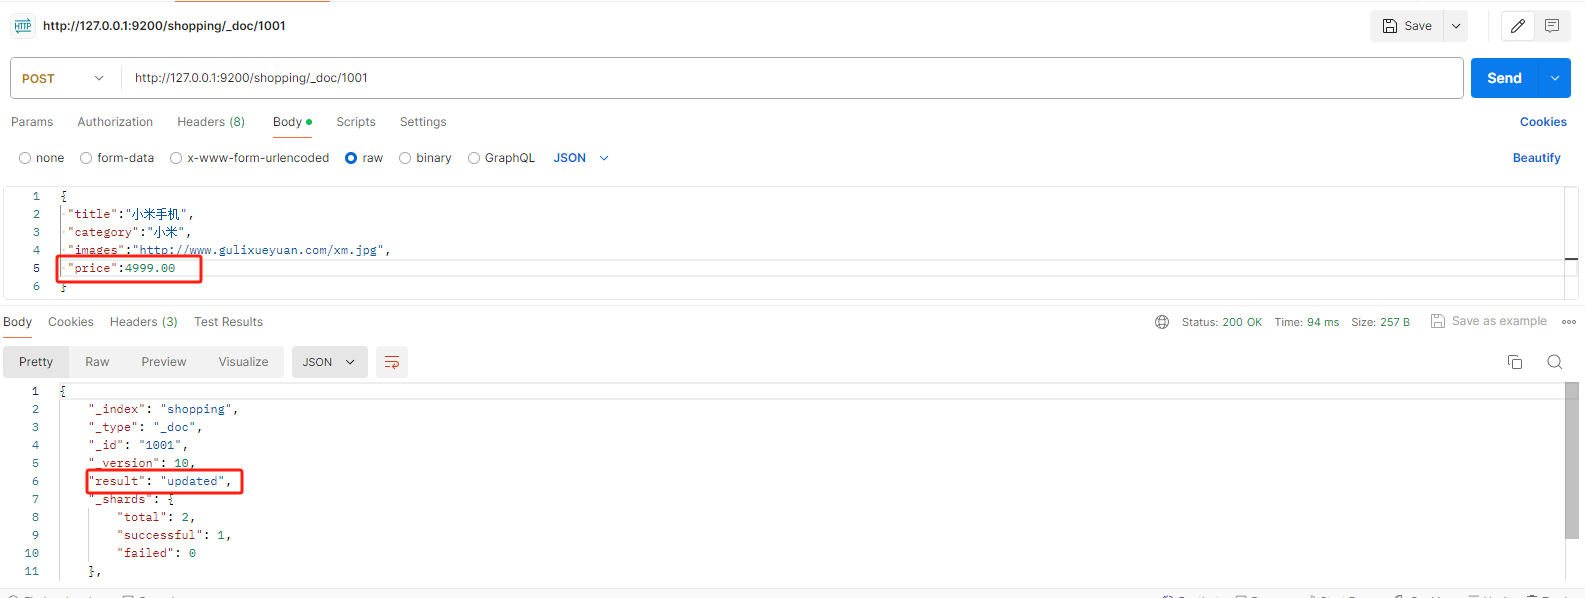 HTTP http://127.0.0.1:9200/shopping/_doc/1001 Save
POST http://127.0.0.1:9200/shopping/_doc/1001 Send
Params Authorization Headers (8) Body Scripts Settings Cookies
none form-data x-www-form-urlencoded raw binary GraphQL JSON Beautify
1 {
2 "title":"小米手机",
3 "category":"小米",
4 "images":"http://www.gulixueyuan.com/xm.jpg",
5 "price":4999.00
6 }
Body Cookies Headers (3) Test Results Status: 200 OK Time: 94 ms Size: 257 B Save as example
Pretty Raw Preview Visualize JSON
1 {
2 "_index": "shopping",
3 "_type": "_doc",
4 "_id": "1001",
5 "_version": 10,
6 "result": "updated",
7 "_shards": {
8 "total": 2,
9 "successful": 1,
10 "failed": 0
11 },